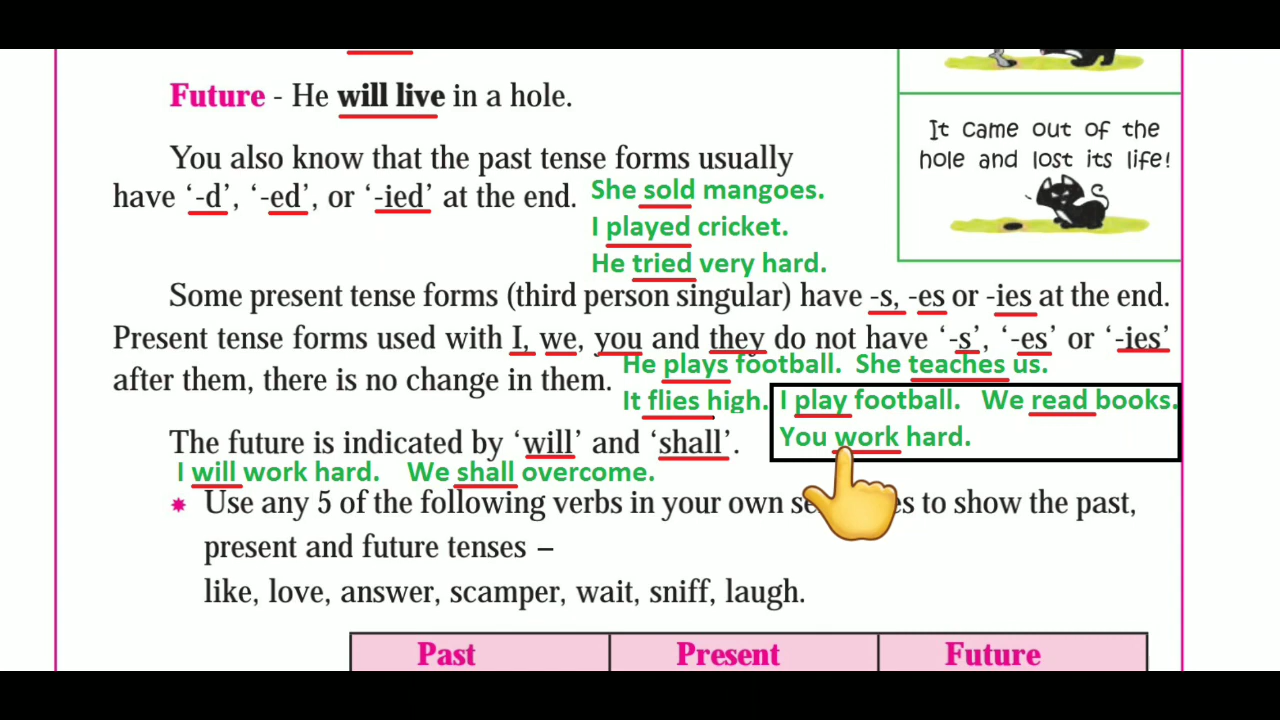 Future - He will live in a hole.
It came out of the
hole and lost its life!
You also know that the past tense forms usually
have ‘-d’, ‘-ed’, or ‘-ied’ at the end.
She sold mangoes.
I played cricket.
He tried very hard.
Some present tense forms (third person singular) have -s, -es or -ies at the end.
Present tense forms used with I, we, you and they do not have ‘-s’, ‘-es’ or ‘-ies’
after them, there is no change in them.
He plays football. She teaches us.
It flies high.
I play football. We read books.
You work hard.
The future is indicated by ‘will’ and ‘shall’.
I will work hard. We shall overcome.
Use any 5 of the following verbs in your own to show the past,
present and future tenses –
like, love, answer, scamper, wait, sniff, laugh.
Past Present Future